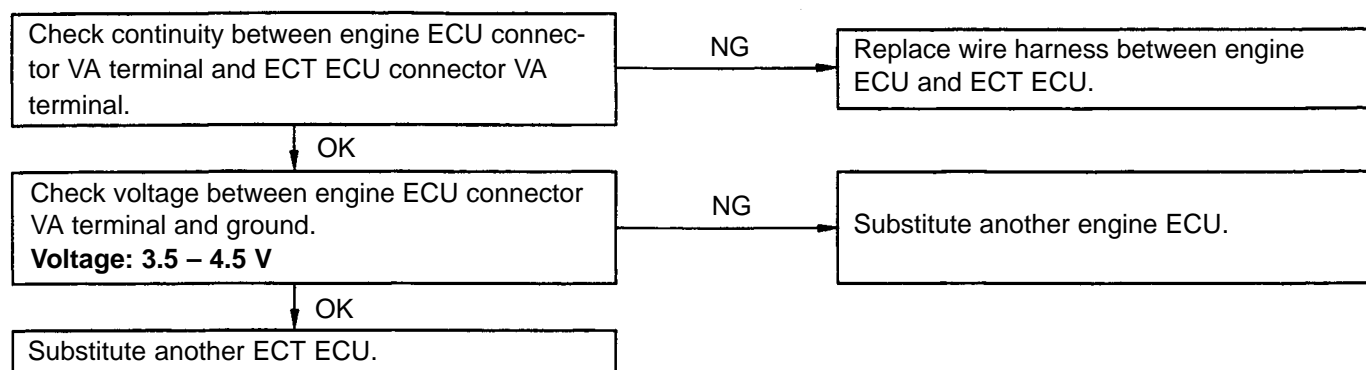 Check continuity between engine ECU connec-
tor VA terminal and ECT ECU connector VA
terminal.
NG
Replace wire harness between engine
ECU and ECT ECU.
OK
Check voltage between engine ECU connector
VA terminal and ground.
Voltage: 3.5 – 4.5 V
NG
Substitute another engine ECU.
OK
Substitute another ECT ECU.